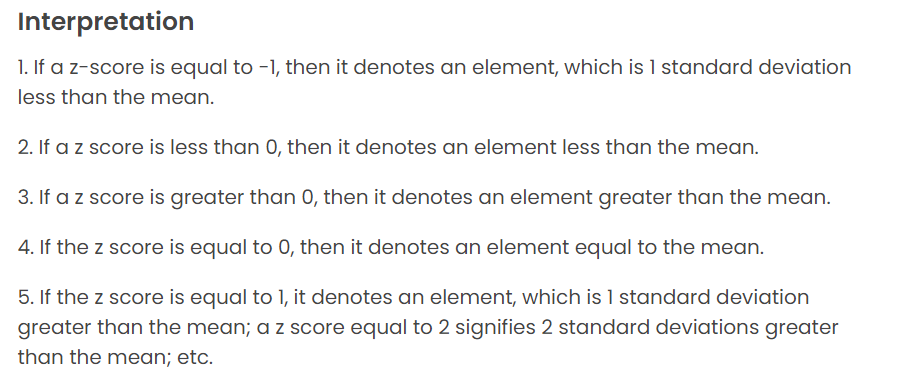 Interpretation
1. If a z-score is equal to -1, then it denotes an element, which is 1 standard deviation
less than the mean.
2. If a z score is less than 0, then it denotes an element less than the mean.
3. If a z score is greater than 0, then it denotes an element greater than the mean.
4. If the z score is equal to 0, then it denotes an element equal to the mean.
5. If the z score is equal to 1, it denotes an element, which is 1 standard deviation
greater than the mean; a z score equal to 2 signifies 2 standard deviations greater
than the mean; etc.